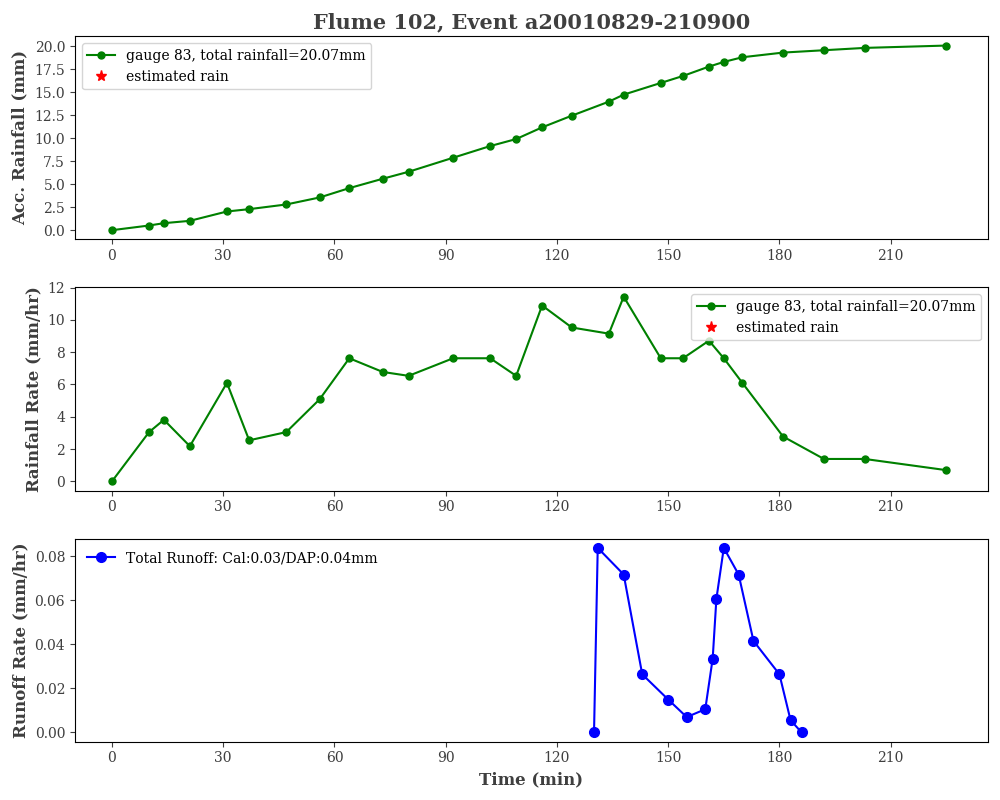 Flume 102, Event a20010829-210900
Acc. Rainfall (mm)
20.0
17.5
15.0
12.5
10.0
7.5
5.0
2.5
0.0
gauge 83, total rainfall=20.07mm
estimated rain
0 30 60 90 120 150 180 210
Rainfall Rate (mm/hr)
12
10
8
6
4
2
0
gauge 83, total rainfall=20.07mm
estimated rain
0 30 60 90 120 150 180 210
Runoff Rate (mm/hr)
0.08
0.06
0.04
0.02
0.00
Total Runoff: Cal:0.03/DAP:0.04mm
0 30 60 90 120 150 180 210
Time (min)